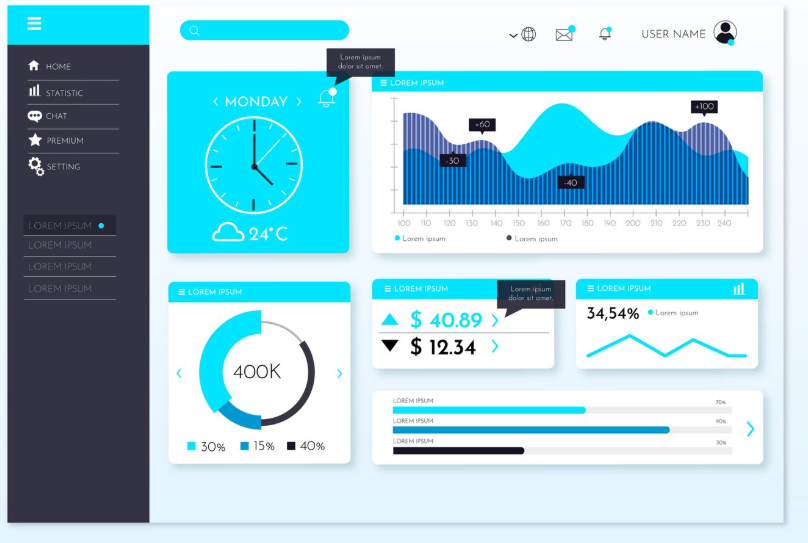 USER NAME
HOME
STATISTIC
CHAT
PREMIUM
SETTING
LOREM IPSUM
LOREM IPSUM
LOREM IPSUM
LOREM IPSUM
Lorem ipsum
dolor sit amet.
MONDAY
24°C
LOREM IPSUM
+60
-30
-40
+100
100 110 120 130 140 150 160 170 180 190 200 210 220 230 240
Lorem ipsum
Lorem ipsum
LOREM IPSUM
400K
30% 15% 40%
LOREM IPSUM
Lorem ipsum
dolor sit amet.
$ 40.89
$ 12.34
LOREM IPSUM
34,54% Lorem ipsum
LOREM IPSUM 70%
LOREM IPSUM 90%
LOREM IPSUM 30%